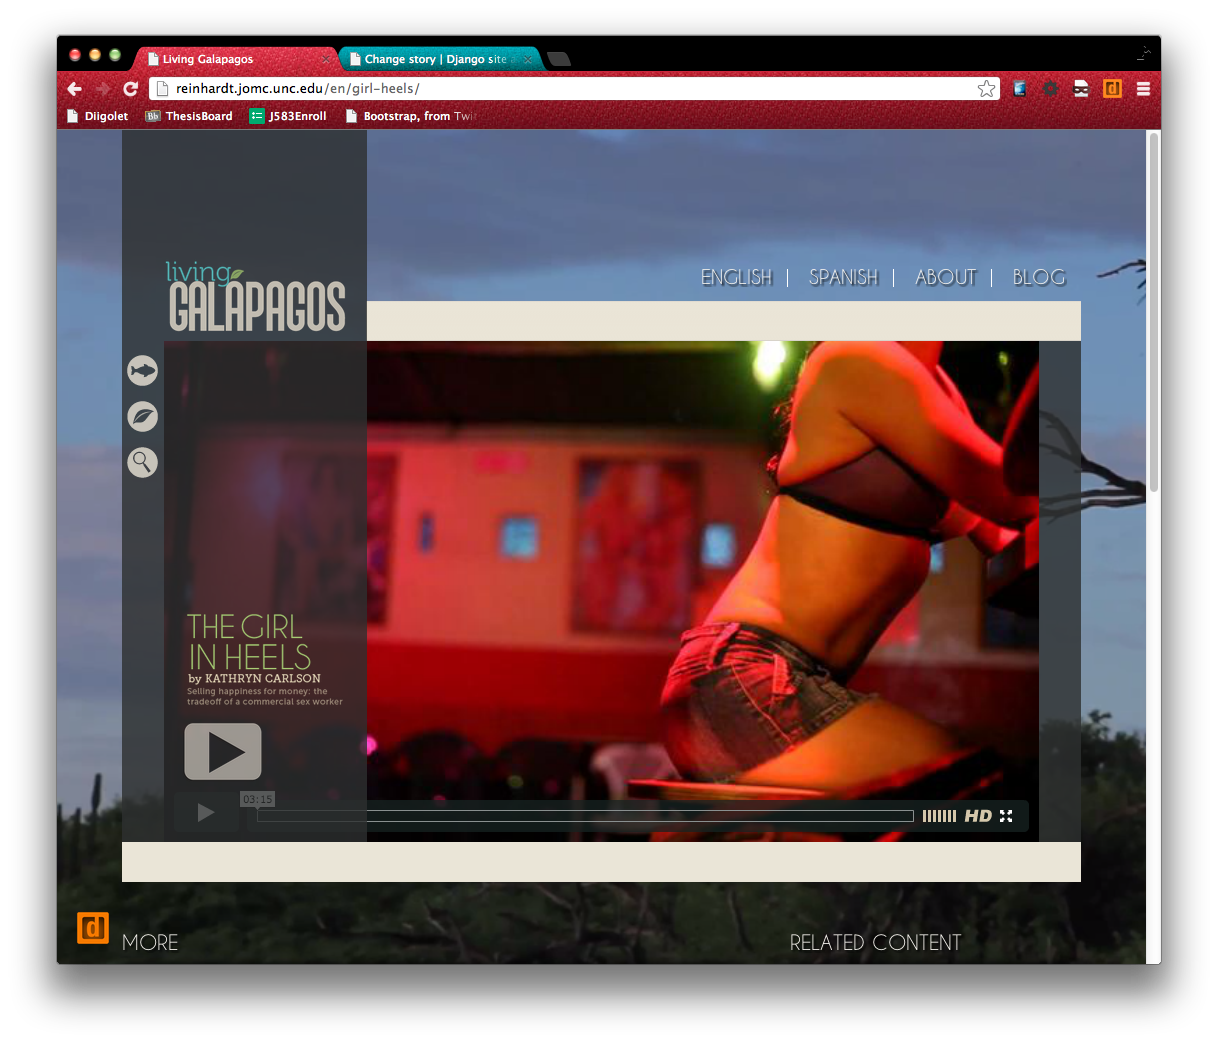 Living Galapagos
Change story | Django site a
reinhardt.jomc.unc.edu/en/girl-heels/
d
Diigolet
Bb ThesisBoard
J583Enroll
Bootstrap, from Twi
living
GALÁPAGOS
ENGLISH | SPANISH | ABOUT | BLOG
THE GIRL
IN HEELS
by KATHRYN CARLSON
Selling happiness for money: the
tradeoff of a commercial sex worker
03:15
HD
d
MORE
RELATED CONTENT